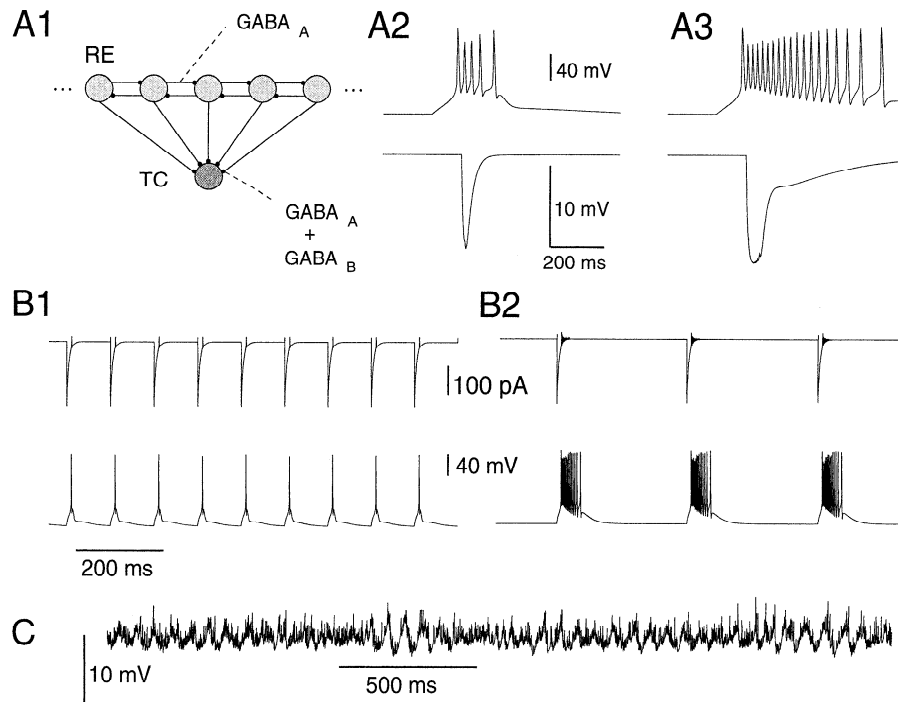 A1
GABA A
RE
...
...
TC
GABA A
+
GABA B
A2
40 mV
10 mV
200 ms
A3
B1
100 pA
40 mV
200 ms
B2
C
10 mV
500 ms